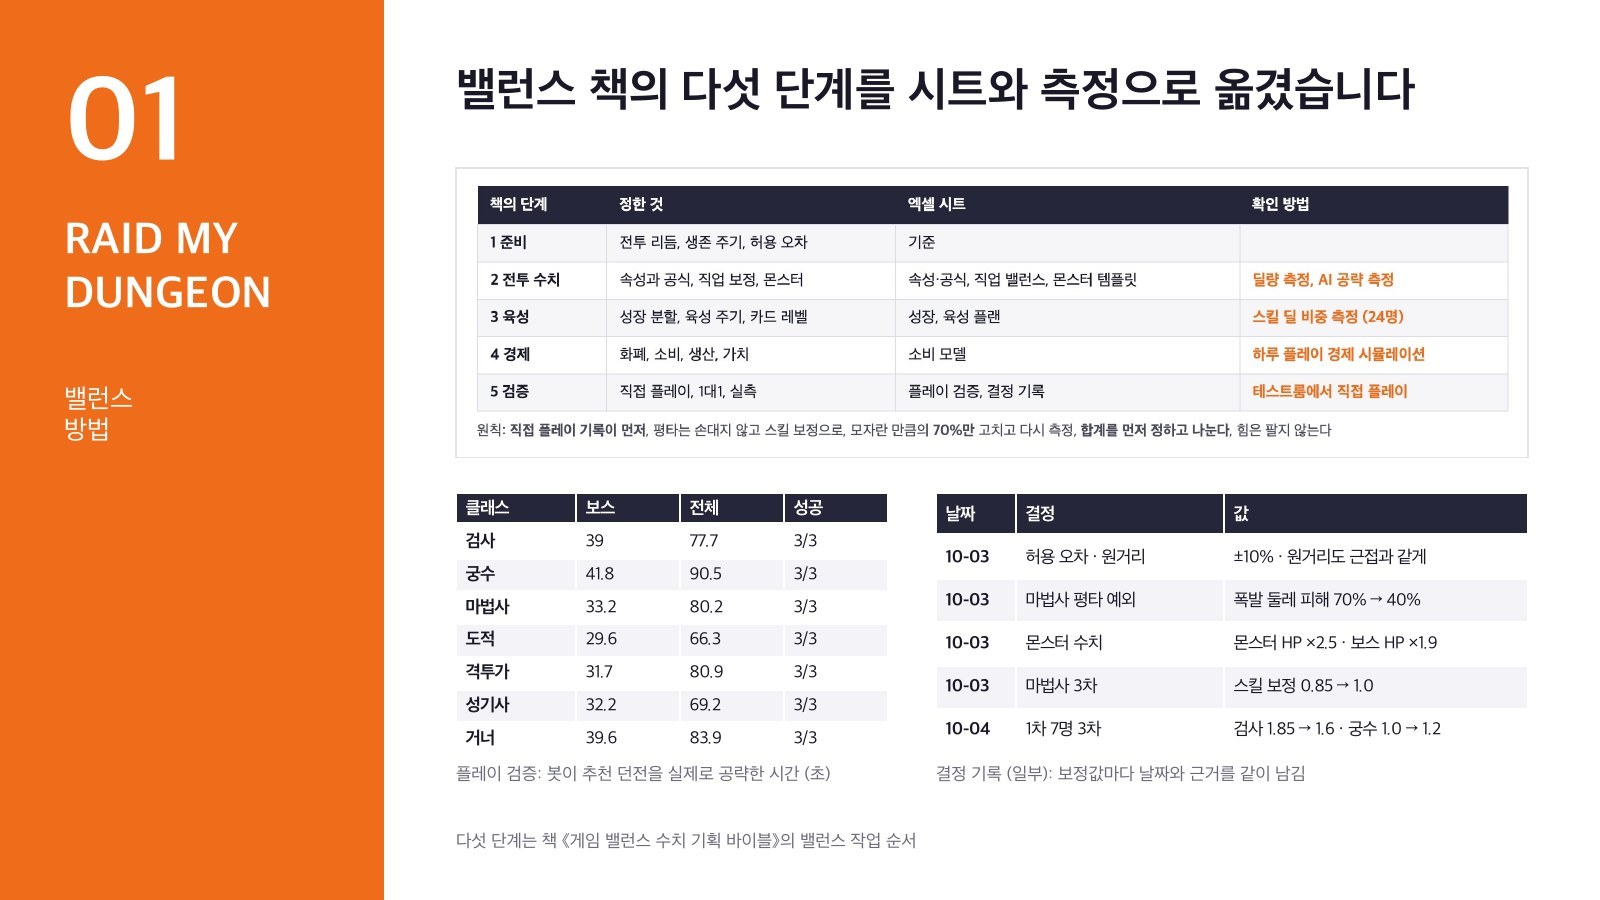 01
RAID MY
DUNGEON
밸런스
방법
밸런스 책의 다섯 단계를 시트와 측정으로 옮겼습니다
책의 단계 정한 것 엑셀 시트 확인 방법
1 준비 전투 리듬, 생존 주기, 허용 오차 기준
2 전투 수치 속성과 공식, 직업 보정, 몬스터 속성·공식, 직업 밸런스, 몬스터 템플릿 딜량 측정, AI 공략 측정
3 육성 성장 분할, 육성 주기, 카드 레벨 성장, 육성 플랜 스킬 딜 비중 측정 (24명)
4 경제 화폐, 소비, 생산, 가치 소비 모델 하루 플레이 경제 시뮬레이션
5 검증 직접 플레이, 1대1, 실측 플레이 검증, 결정 기록 테스트룸에서 직접 플레이
원칙: 직접 플레이 기록이 먼저, 평타는 손대지 않고 스킬 보정으로, 모자란 만큼의 70%만 고치고 다시 측정, 합계를 먼저 정하고 나눈다, 힘은 팔지 않는다
클래스 보스 전체 성공
검사 39 77.7 3/3
궁수 41.8 90.5 3/3
마법사 33.2 80.2 3/3
도적 29.6 66.3 3/3
격투가 31.7 80.9 3/3
성기사 32.2 69.2 3/3
거너 39.6 83.9 3/3
플레이 검증: 봇이 추천 던전을 실제로 공략한 시간 (초)
날짜 결정 값
10-03 허용 오차 · 원거리 ±10% · 원거리도 근접과 같게
10-03 마법사 평타 예외 폭발 둘레 피해 70% → 40%
10-03 몬스터 수치 몬스터 HP ×2.5 · 보스 HP ×1.9
10-03 마법사 3차 스킬 보정 0.85 → 1.0
10-04 1차 7명 3차 검사 1.85 → 1.6 · 궁수 1.0 → 1.2
결정 기록 (일부): 보정값마다 날짜와 근거를 같이 남김
다섯 단계는 책 《게임 밸런스 수치 기획 바이블》의 밸런스 작업 순서